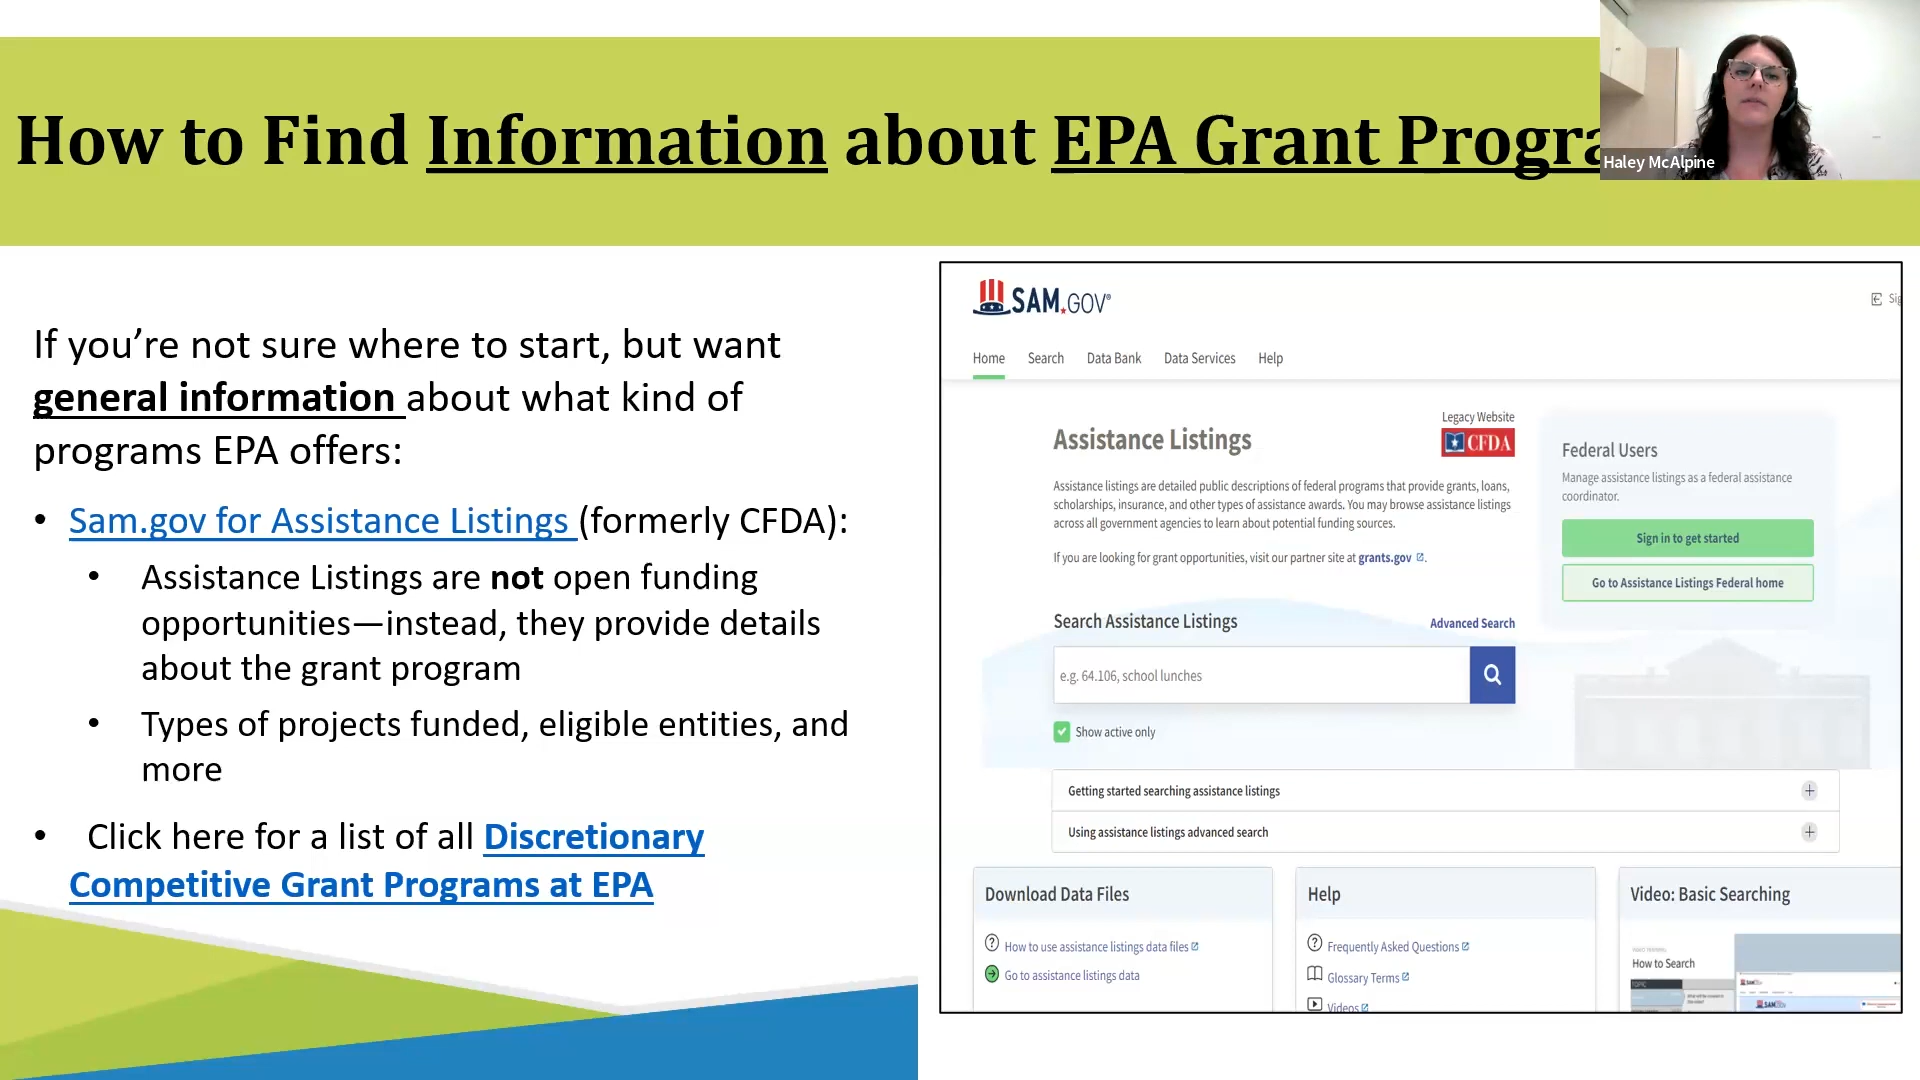 How to Find Information about EPA Grant Progra
Haley McAlpine
If you’re not sure where to start, but want
general information about what kind of
programs EPA offers:
• Sam.gov for Assistance Listings (formerly CFDA):
• Assistance Listings are not open funding
opportunities—instead, they provide details
about the grant program
• Types of projects funded, eligible entities, and
more
• Click here for a list of all Discretionary
Competitive Grant Programs at EPA
SAM.GOV®
Sig
Home Search Data Bank Data Services Help
Legacy Website
CFDA
Assistance Listings
Assistance listings are detailed public descriptions of federal programs that provide grants, loans,
scholarships, insurance, and other types of assistance awards. You may browse assistance listings
across all government agencies to learn about potential funding sources.
If you are looking for grant opportunities, visit our partner site at grants.gov.
Federal Users
Manage assistance listings as a federal assistance
coordinator.
Sign in to get started
Go to Assistance Listings Federal home
Search Assistance Listings Advanced Search
e.g. 64.106, school lunches
Show active only
Getting started searching assistance listings
Using assistance listings advanced search
Download Data Files
How to use assistance listings data files
Go to assistance listings data
Help
Frequently Asked Questions
Glossary Terms
Videos
Video: Basic Searching
How to Search
TOPIC
SAM